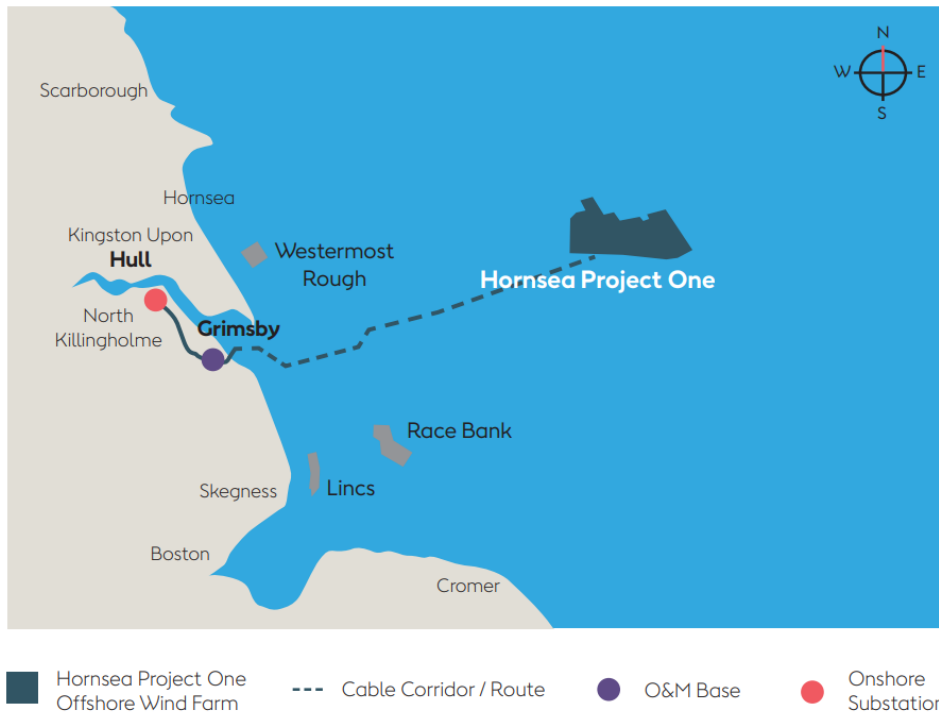 N
W
E
S
Scarborough
Hornsea
Kingston Upon
Hull
Westermost
Rough
Hornsea Project One
North
Killingholme
Grimsby
Race Bank
Skegness
Lincs
Boston
Cromer
Hornsea Project One
Offshore Wind Farm
Cable Corridor / Route
O&M Base
Onshore
Substation